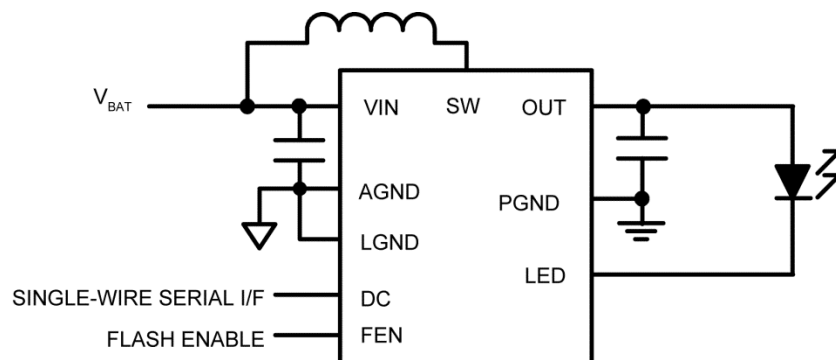 V_BAT
VIN
SW
OUT
AGND
PGND
LGND
LED
SINGLE-WIRE SERIAL I/F
DC
FLASH ENABLE
FEN